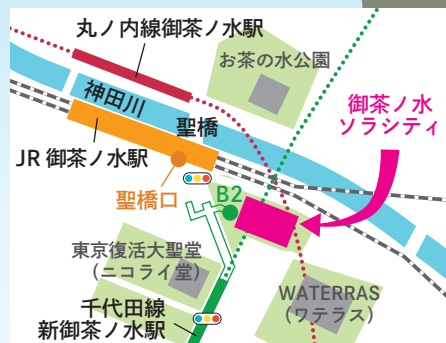 丸ノ内線御茶ノ水駅
お茶の水公園
神田川
聖橋
御茶ノ水
ソラシティ
JR 御茶ノ水駅
聖橋口
B2
東京復活大聖堂
(ニコライ堂)
WATERRAS
(ワテラス)
千代田線
新御茶ノ水駅